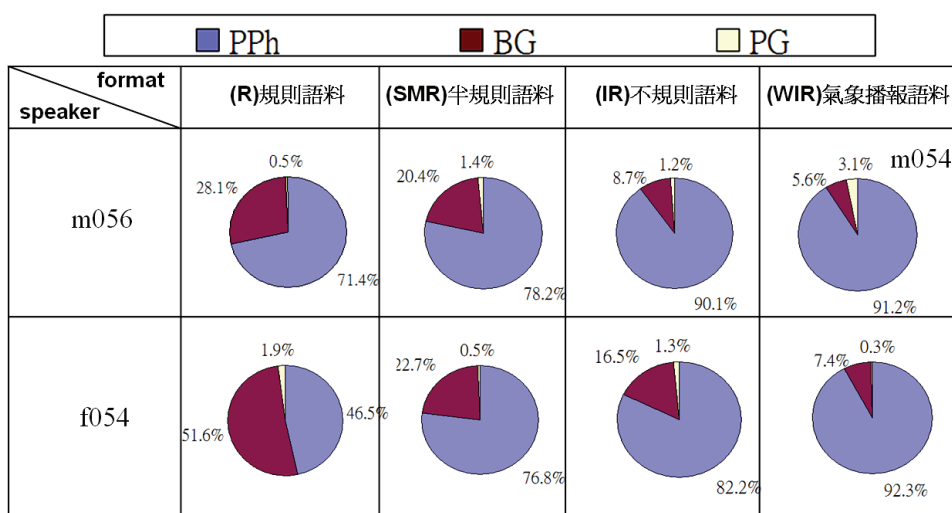 PPh BG PG
format
speaker
(R)規則語料
(SMR)半規則語料
(IR)不規則語料
(WIR)氣象播報語料
m056
0.5%
28.1%
71.4%
1.4%
20.4%
78.2%
1.2%
8.7%
90.1%
m054
3.1%
5.6%
91.2%
f054
1.9%
51.6%
46.5%
0.5%
22.7%
76.8%
1.3%
16.5%
82.2%
0.3%
7.4%
92.3%